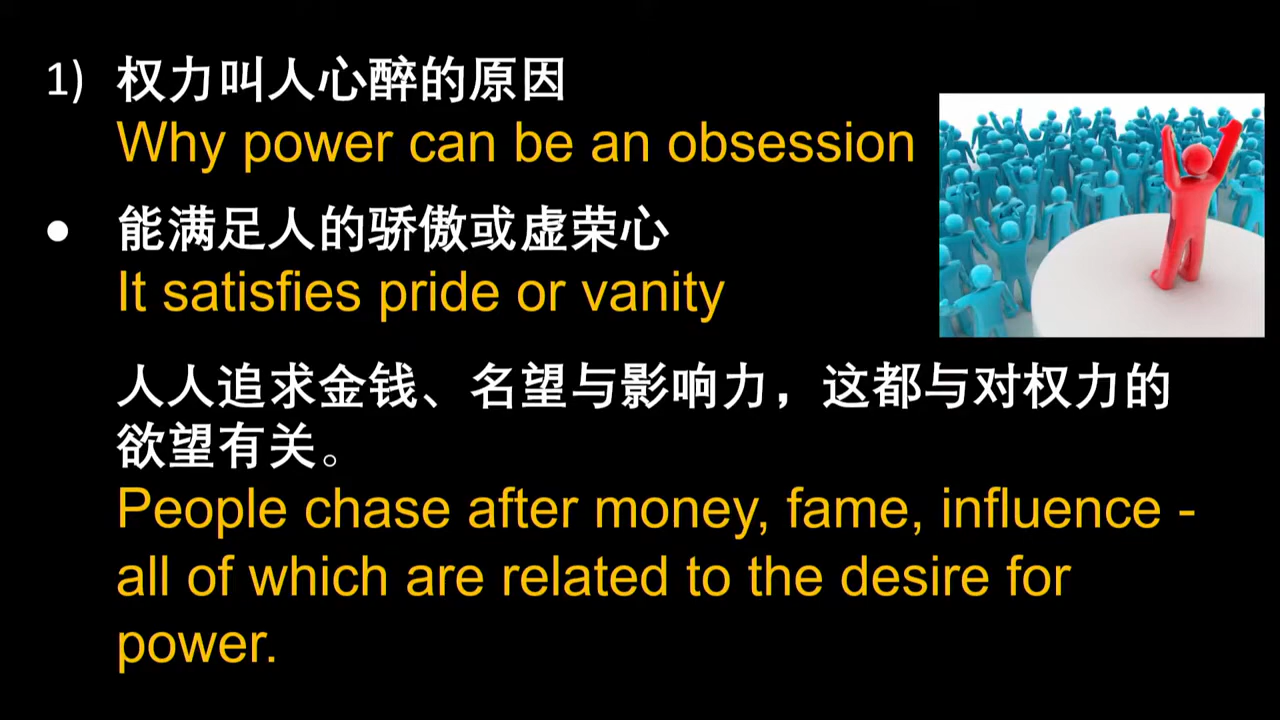 1) 权力叫人心醉的原因
Why power can be an obsession
● 能满足人的骄傲或虚荣心
It satisfies pride or vanity
人人追求金钱、名望与影响力，这都与对权力的
欲望有关。
People chase after money, fame, influence -
all of which are related to the desire for
power.